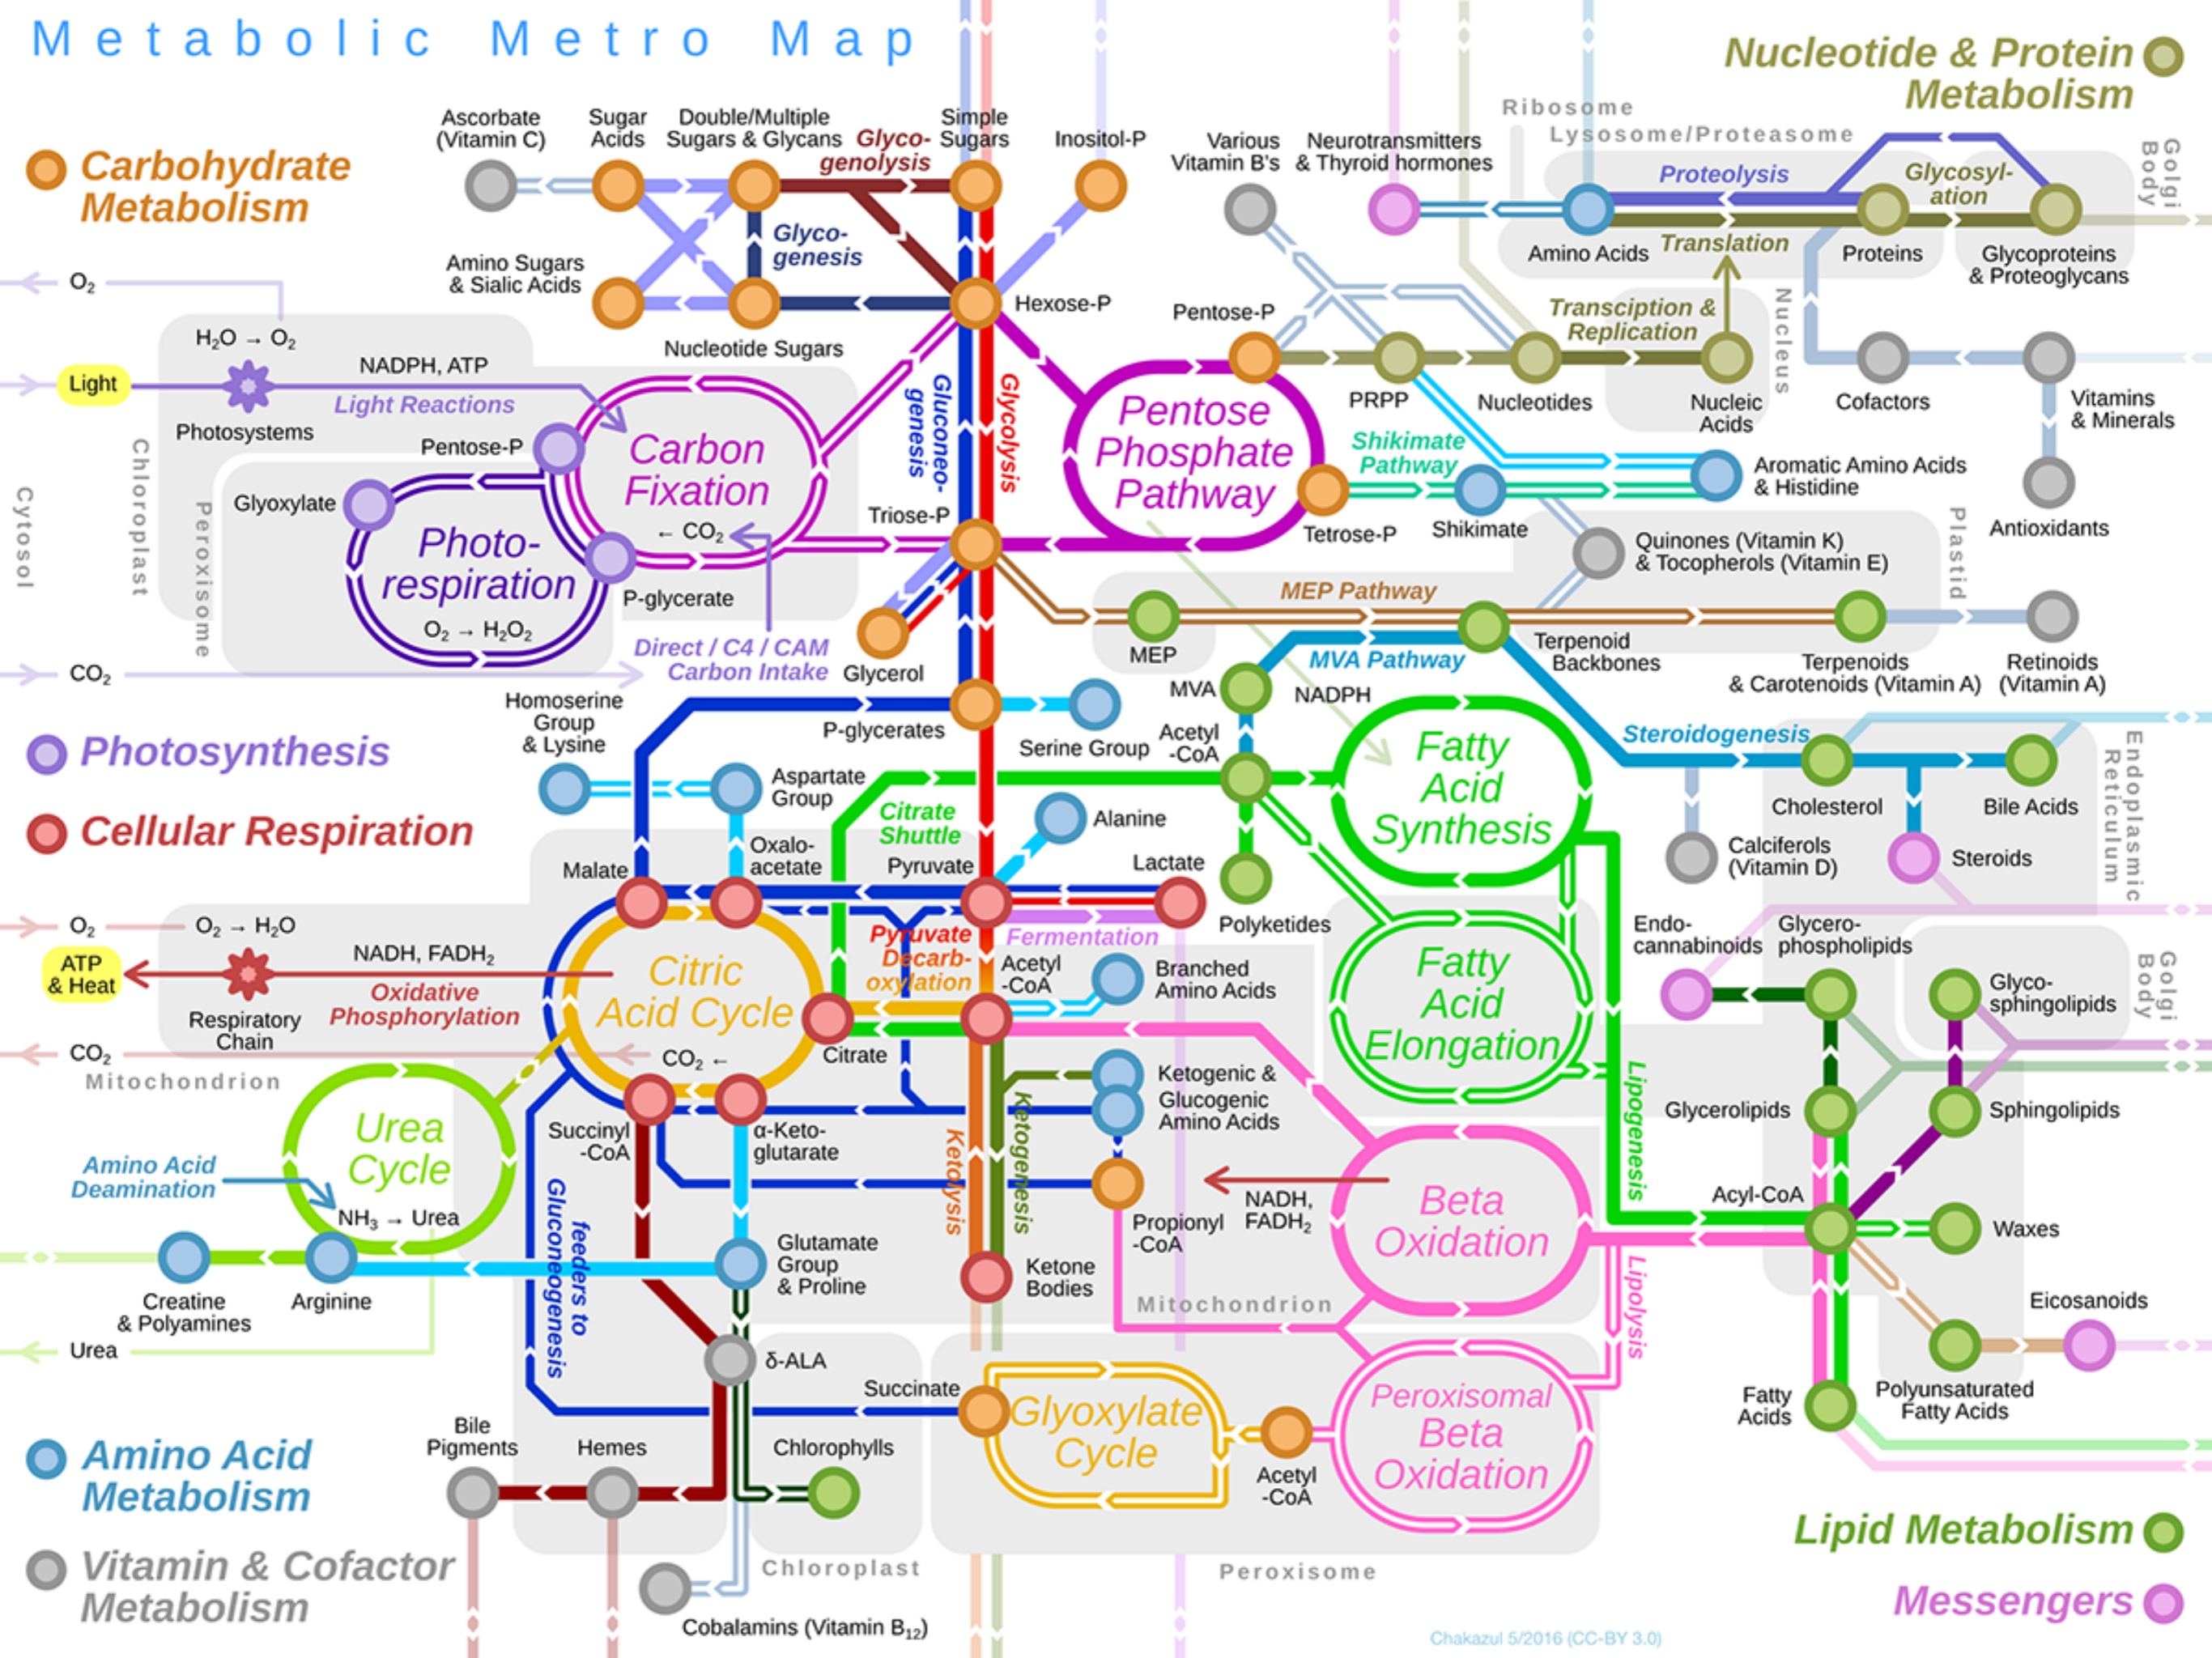 Metabolic Metro Map
Nucleotide & Protein
Metabolism
Carbohydrate
Metabolism
Ascorbate
(Vitamin C)
Sugar
Acids
Double/Multiple
Sugars & Glycans
Glyco-
genolysis
Simple
Sugars
Inositol-P
Various
Vitamin B's
Neurotransmitters
& Thyroid hormones
Ribosome
Lysosome/Proteasome
Golgi
Body
Proteolysis
Glycosyl-
ation
Amino Acids
Translation
Proteins
Glycoproteins
& Proteoglycans
Glyco-
genesis
Amino Sugars
& Sialic Acids
Nucleotide Sugars
Hexose-P
Pentose-P
Transciption &
Replication
Nucleus
PRPP
Nucleotides
Nucleic
Acids
Cofactors
Vitamins
& Minerals
Antioxidants
O₂
H₂O → O₂
Light
NADPH, ATP
Light Reactions
Photosystems
Cytosol
Chloroplast
Peroxisome
Pentose-P
Carbon
Fixation
← CO₂
Glyoxylate
Photo-
respiration
O₂ → H₂O₂
P-glycerate
Direct / C4 / CAM
Carbon Intake
CO₂
Gluconeo-
genesis
Glycolysis
Pentose
Phosphate
Pathway
Shikimate
Pathway
Tetrose-P
Shikimate
Aromatic Amino Acids
& Histidine
Quinones (Vitamin K)
& Tocopherols (Vitamin E)
Plastid
Triose-P
Glycerol
MEP Pathway
MEP
MVA Pathway
Terpenoid
Backbones
Terpenoids
& Carotenoids (Vitamin A)
Retinoids
(Vitamin A)
Photosynthesis
Cellular Respiration
Homoserine
Group
& Lysine
P-glycerates
Serine Group
MVA
NADPH
Acetyl
-CoA
Fatty
Acid
Synthesis
Steroidogenesis
Cholesterol
Bile Acids
Endoplasmic
Reticulum
Calciferols
(Vitamin D)
Steroids
Aspartate
Group
Citrate
Shuttle
Alanine
Oxalo-
acetate
Malate
Pyruvate
Lactate
Polyketides
Fermentation
Pyruvate
Decarb-
oxylation
Acetyl
-CoA
Branched
Amino Acids
Fatty
Acid
Elongation
Endo-
cannabinoids
Glycero-
phospholipids
Glyco-
sphingolipids
Golgi
Body
O₂
O₂ → H₂O
ATP
& Heat
NADH, FADH₂
Oxidative
Phosphorylation
Respiratory
Chain
CO₂
Mitochondrion
Citric
Acid Cycle
CO₂ ←
Citrate
Ketogenic &
Glucogenic
Amino Acids
Lipogenesis
Glycerolipids
Sphingolipids
Urea
Cycle
Amino Acid
Deamination
NH₃ → Urea
Succinyl
-CoA
α-Keto-
glutarate
Ketolysis
Ketogenesis
Propionyl
-CoA
NADH,
FADH₂
Beta
Oxidation
Acyl-CoA
Waxes
Creatine
& Polyamines
Arginine
Urea
feeders to
Gluconeogenesis
Glutamate
Group
& Proline
Ketone
Bodies
Mitochondrion
Lipolysis
Eicosanoids
Polyunsaturated
Fatty Acids
Fatty
Acids
δ-ALA
Succinate
Glyoxylate
Cycle
Acetyl
-CoA
Peroxisomal
Beta
Oxidation
Amino Acid
Metabolism
Bile
Pigments
Hemes
Chlorophylls
Vitamin & Cofactor
Metabolism
Chloroplast
Peroxisome
Cobalamins (Vitamin B₁₂)
Lipid Metabolism
Messengers
Chakazul 5/2016 (CC-BY 3.0)